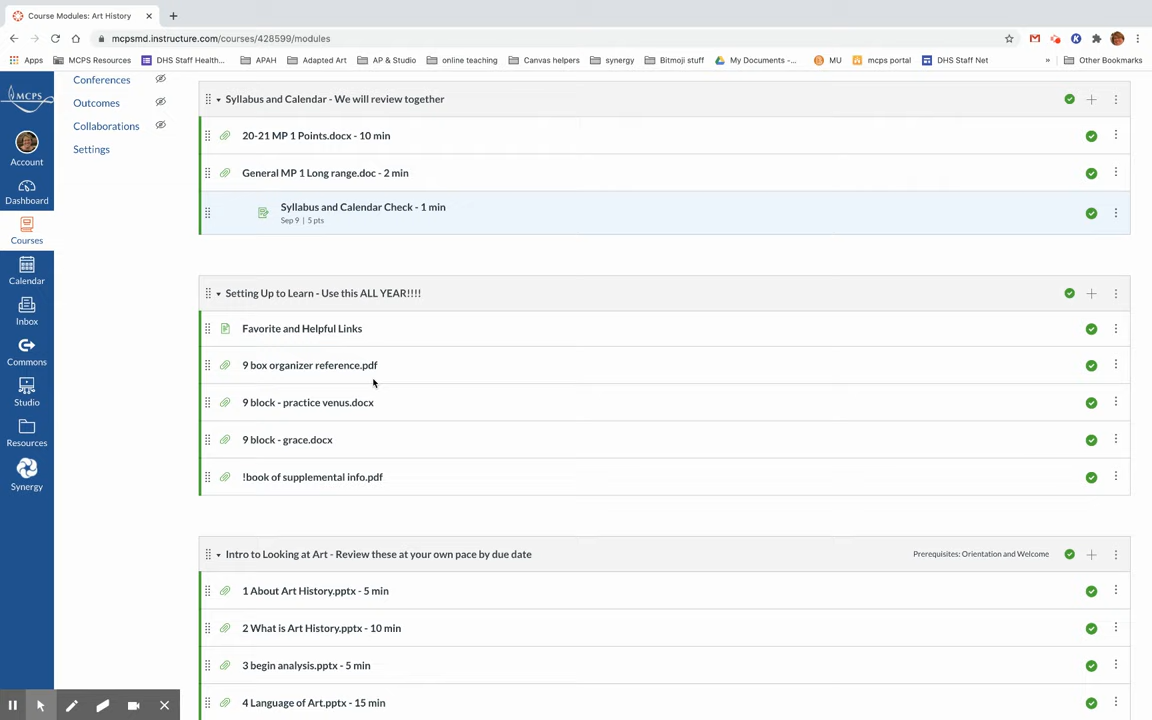 Course Modules: Art History
mcpsmd.instructure.com/courses/428599/modules
Apps MCPS Resources DHS Staff Health... APAH Adapted Art AP & Studio online teaching Canvas helpers synergy Bitmoji stuff My Documents -... MU mcps portal DHS Staff Net » Other Bookmarks
MCPS
Account
Dashboard
Courses
Calendar
Inbox
Commons
Studio
Resources
Synergy
Conferences
Outcomes
Collaborations
Settings
Syllabus and Calendar - We will review together
20-21 MP 1 Points.docx - 10 min
General MP 1 Long range.doc - 2 min
Syllabus and Calendar Check - 1 min
Sep 9 | 5 pts
Setting Up to Learn - Use this ALL YEAR!!!!
Favorite and Helpful Links
9 box organizer reference.pdf
9 block - practice venus.docx
9 block - grace.docx
!book of supplemental info.pdf
Intro to Looking at Art - Review these at your own pace by due date Prerequisites: Orientation and Welcome
1 About Art History.pptx - 5 min
2 What is Art History.pptx - 10 min
3 begin analysis.pptx - 5 min
4 Language of Art.pptx - 15 min